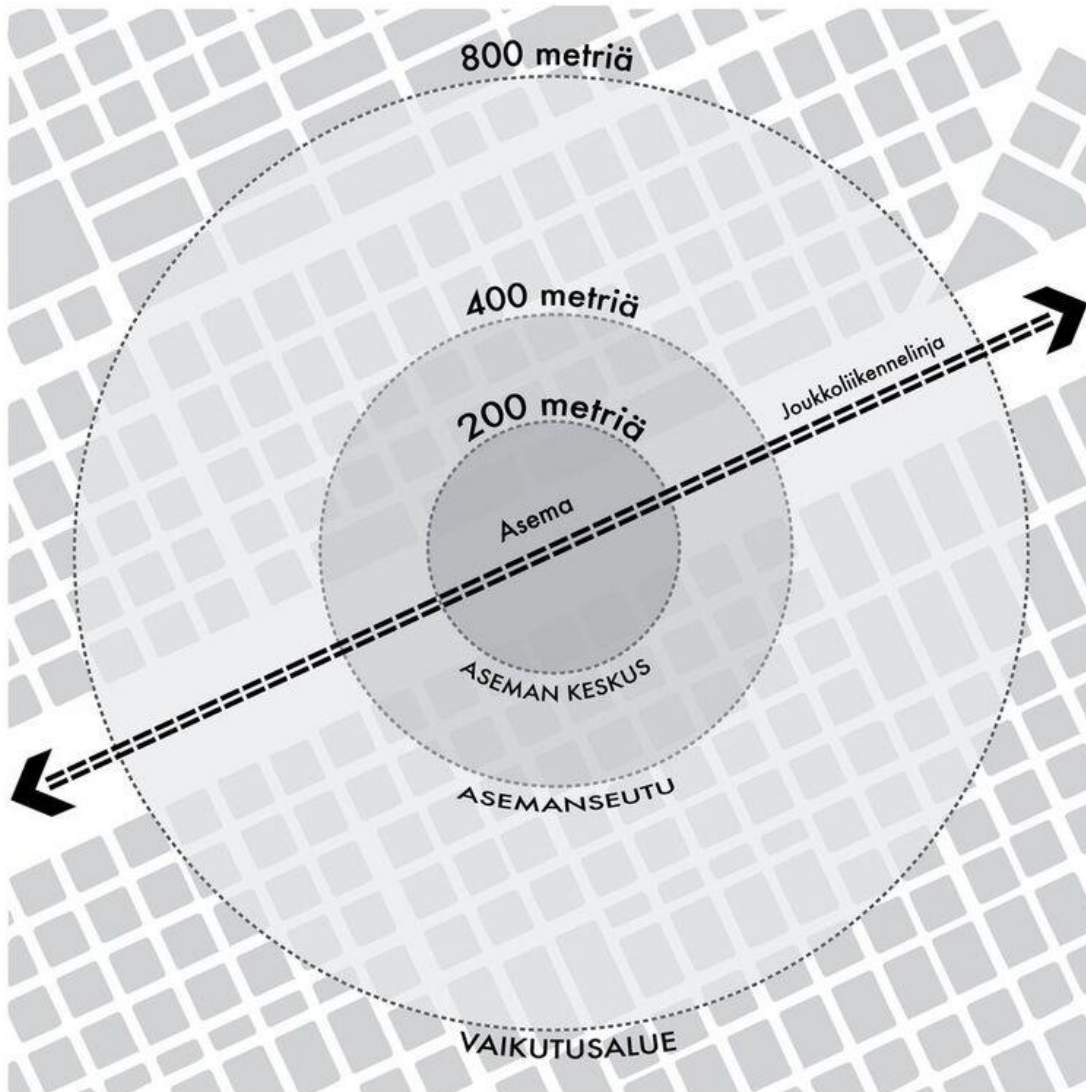 800 metriä
400 metriä
Joukkoliikennelinja
200 metriä
Asema
ASEMAN KESKUS
ASEMANSEUTU
VAIKUTUSALUE